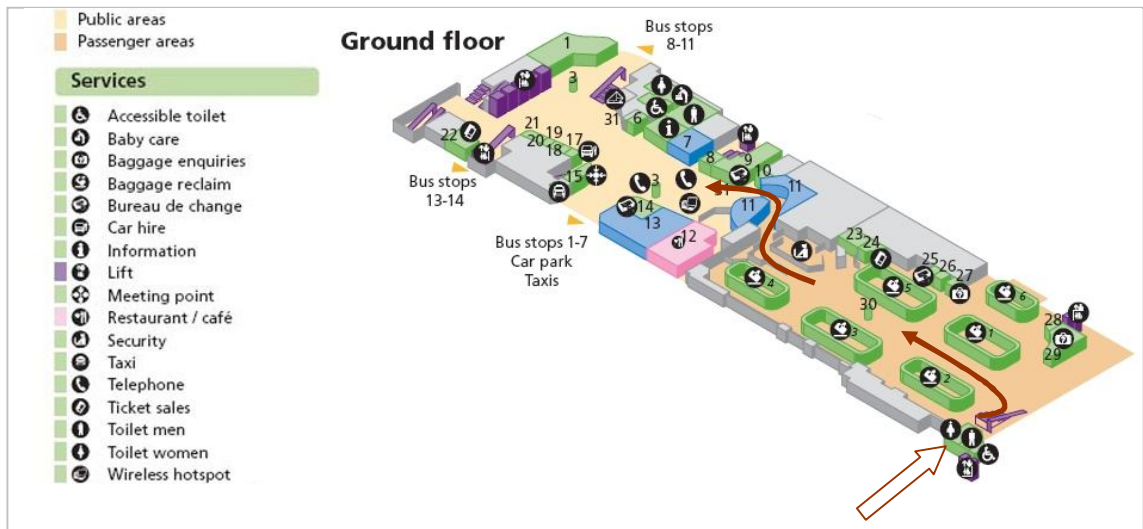 Public areas
Passenger areas
Services
Accessible toilet
Baby care
Baggage enquiries
Baggage reclaim
Bureau de change
Car hire
Information
Lift
Meeting point
Restaurant / café
Security
Taxi
Telephone
Ticket sales
Toilet men
Toilet women
Wireless hotspot
Ground floor
Bus stops
8-11
1
3
31
6
7
21
19
17
20
18
22
15
8
9
10
Bus stops
13-14
3
14
13
12
11
11
Bus stops 1-7
Car park
Taxis
23
24
25
26
27
4
5
6
30
3
1
28
29
2